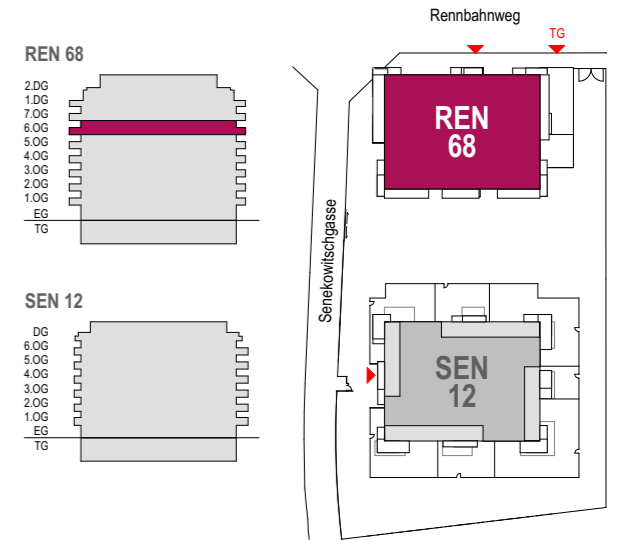 REN 68
2.DG
1.DG
7.OG
6.OG
5.OG
4.OG
3.OG
2.OG
1.OG
EG
TG
SEN 12
DG
6.OG
5.OG
4.OG
3.OG
2.OG
1.OG
EG
TG
Rennbahnweg
TG
REN
68
Senekowitschgasse
SEN
12